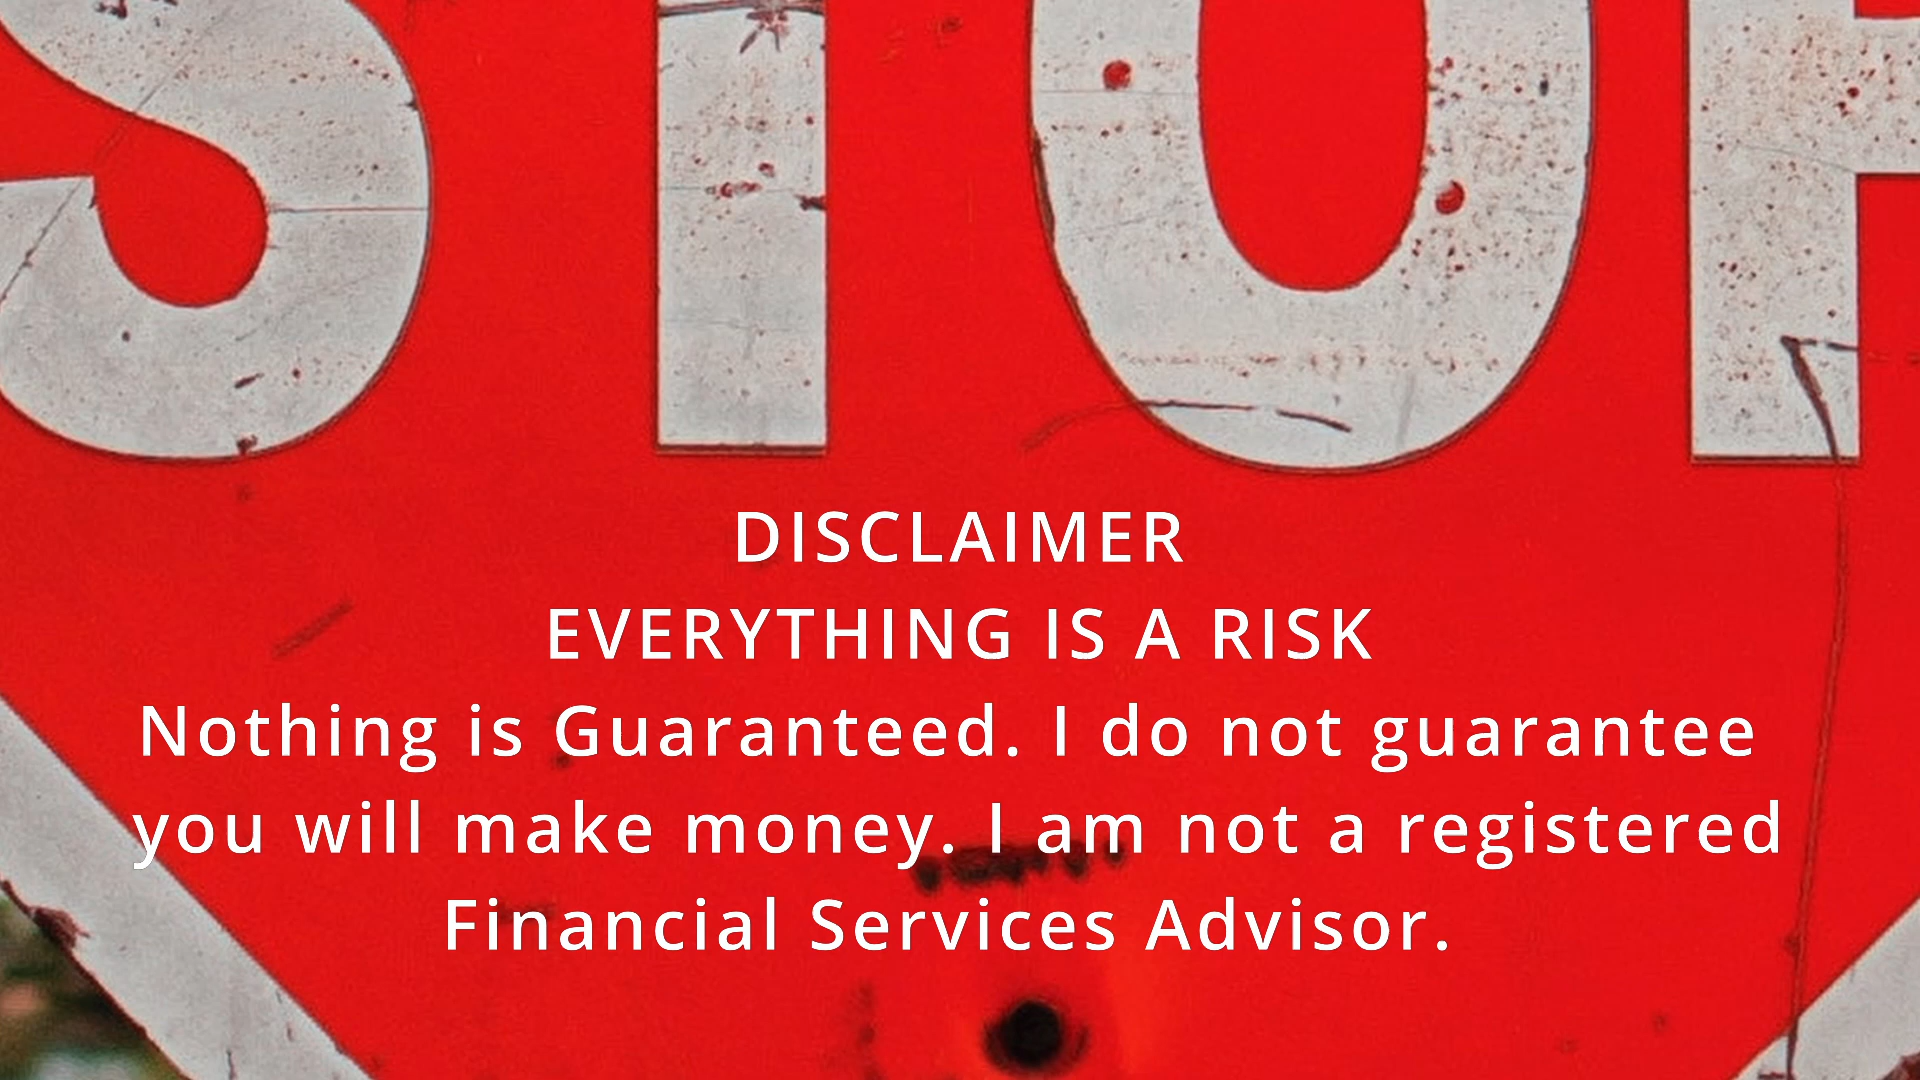 STOP
DISCLAIMER
EVERYTHING IS A RISK
Nothing is Guaranteed. I do not guarantee
you will make money. I am not a registered
Financial Services Advisor.